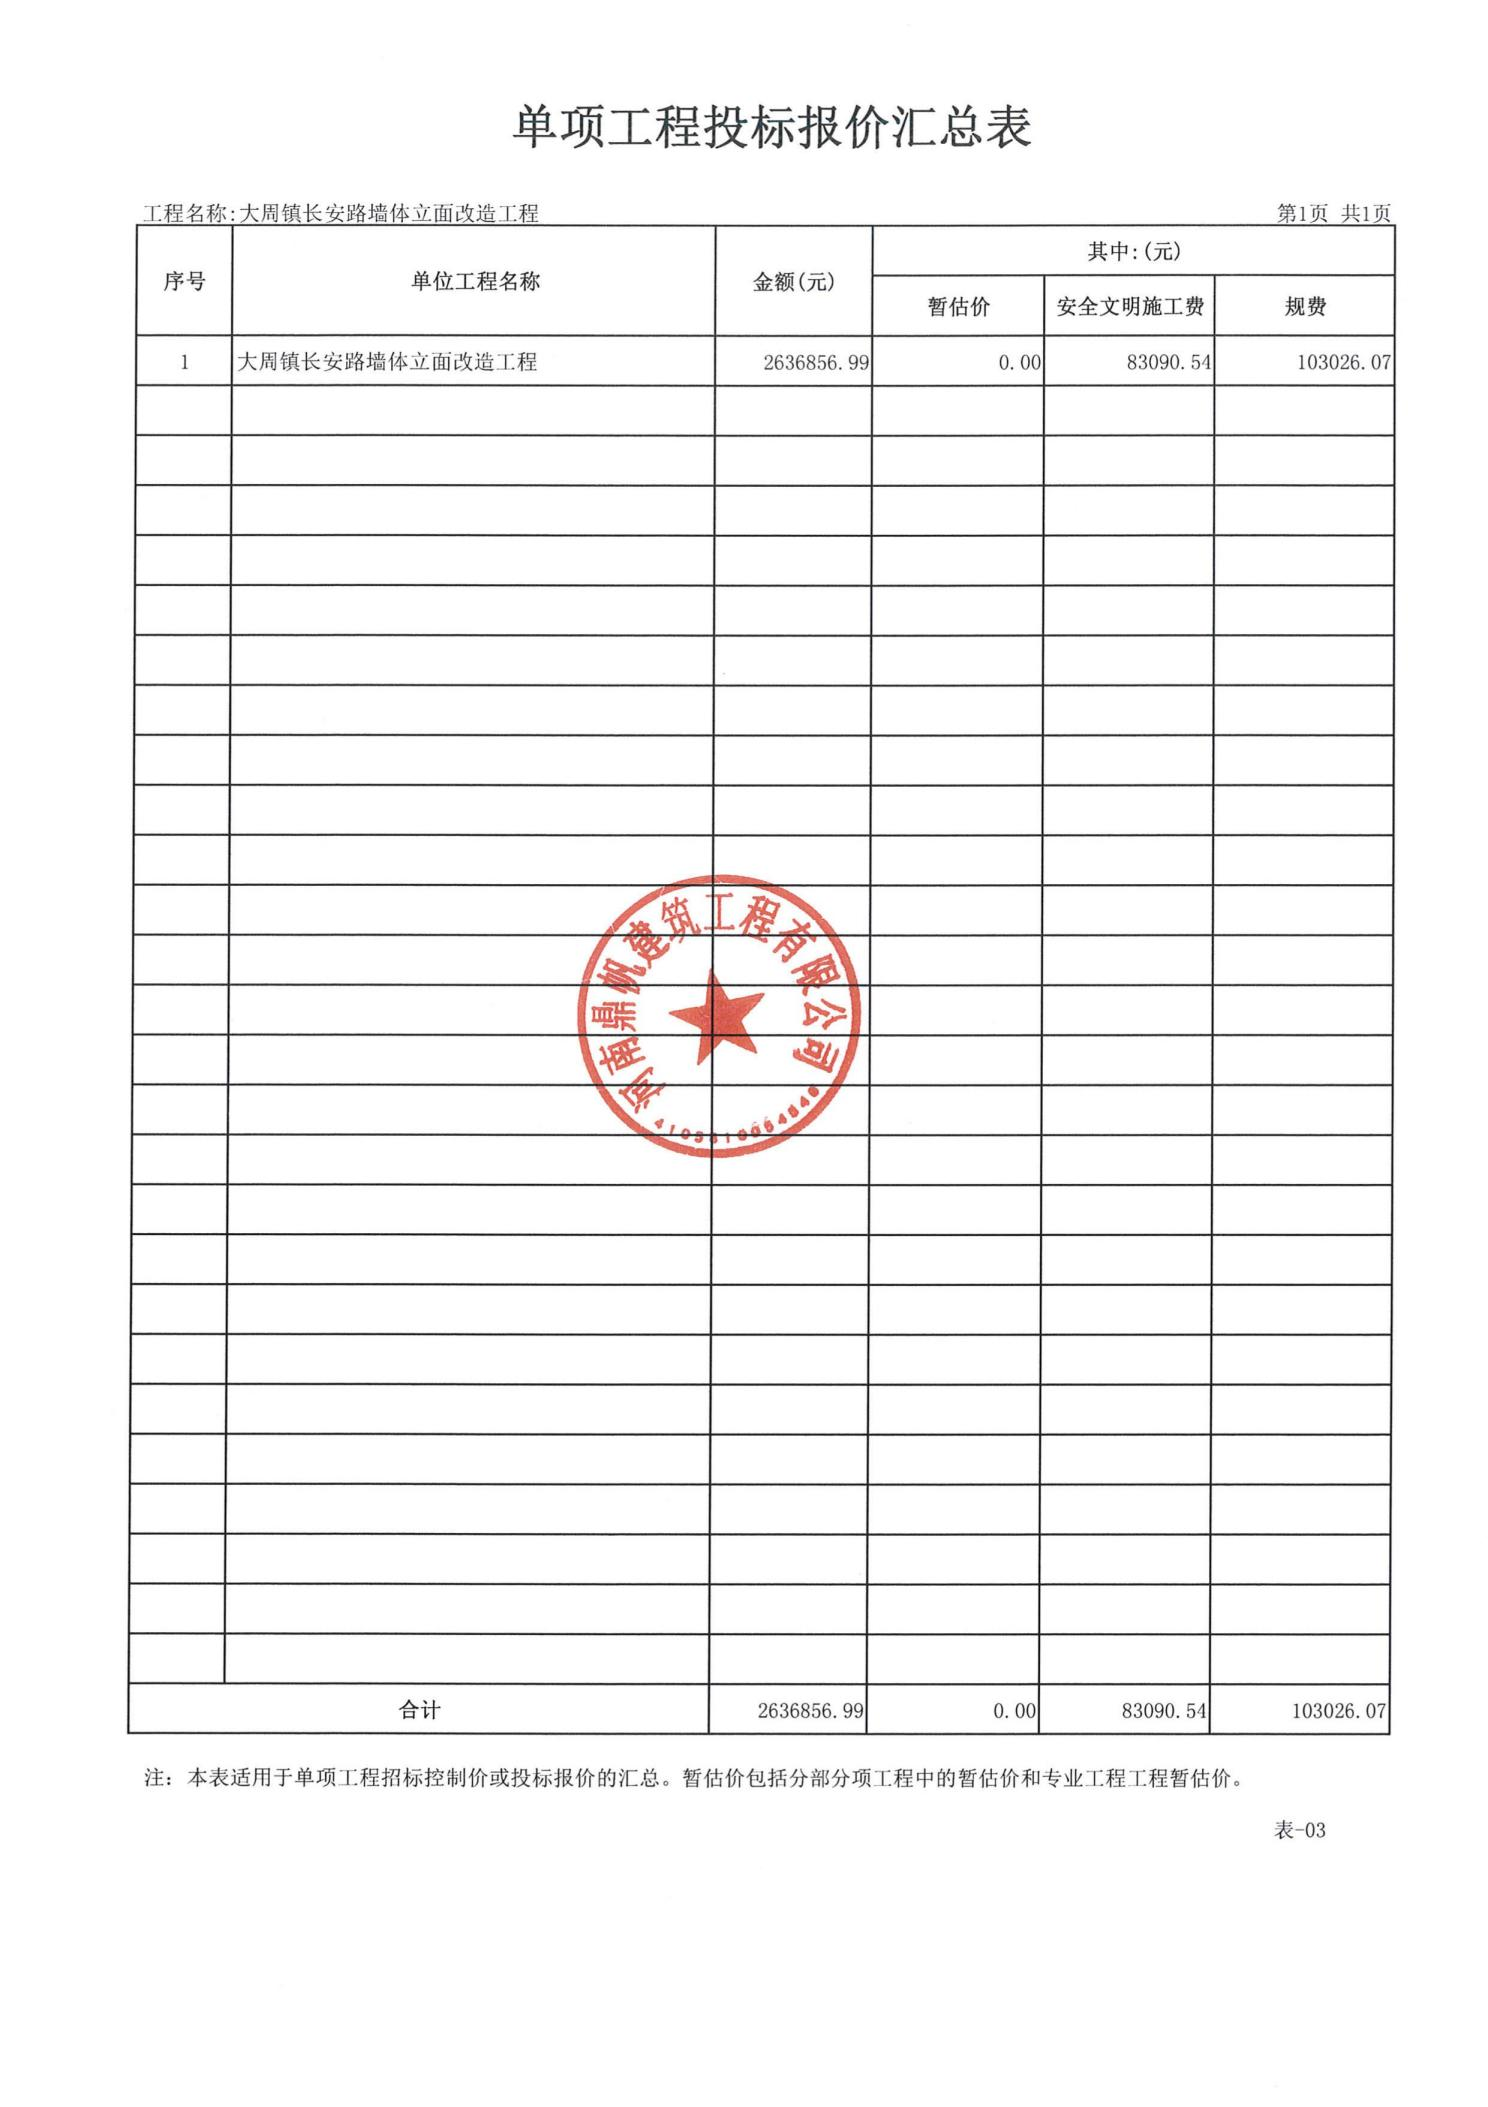 单项工程投标报价汇总表
工程名称:大周镇长安路墙体立面改造工程 第1页 共1页
序号 单位工程名称 金额(元) 其中:(元)
暂估价 安全文明施工费 规费
1 大周镇长安路墙体立面改造工程 2636856.99 0.00 83090.54 103026.07
河南鼎帆建筑工程有限公司
合计 2636856.99 0.00 83090.54 103026.07
注：本表适用于单项工程招标控制价或投标报价的汇总。暂估价包括分部分项工程中的暂估价和专业工程工程暂估价。
表-03